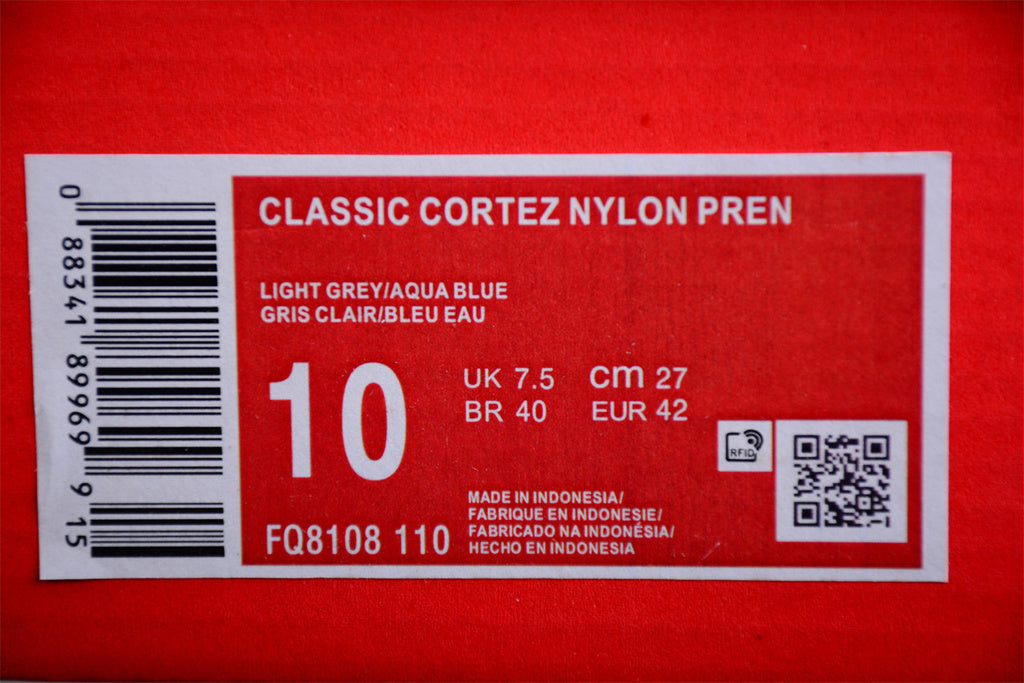 0 88341 89969 9 15
CLASSIC CORTEZ NYLON PREN
LIGHT GREY/AQUA BLUE
GRIS CLAIR/BLEU EAU
10
UK 7.5 cm 27
BR 40 EUR 42
RFID
FQ8108 110
MADE IN INDONESIA/
FABRIQUE EN INDONESIE/
FABRICADO NA INDONÉSIA/
HECHO EN INDONESIA